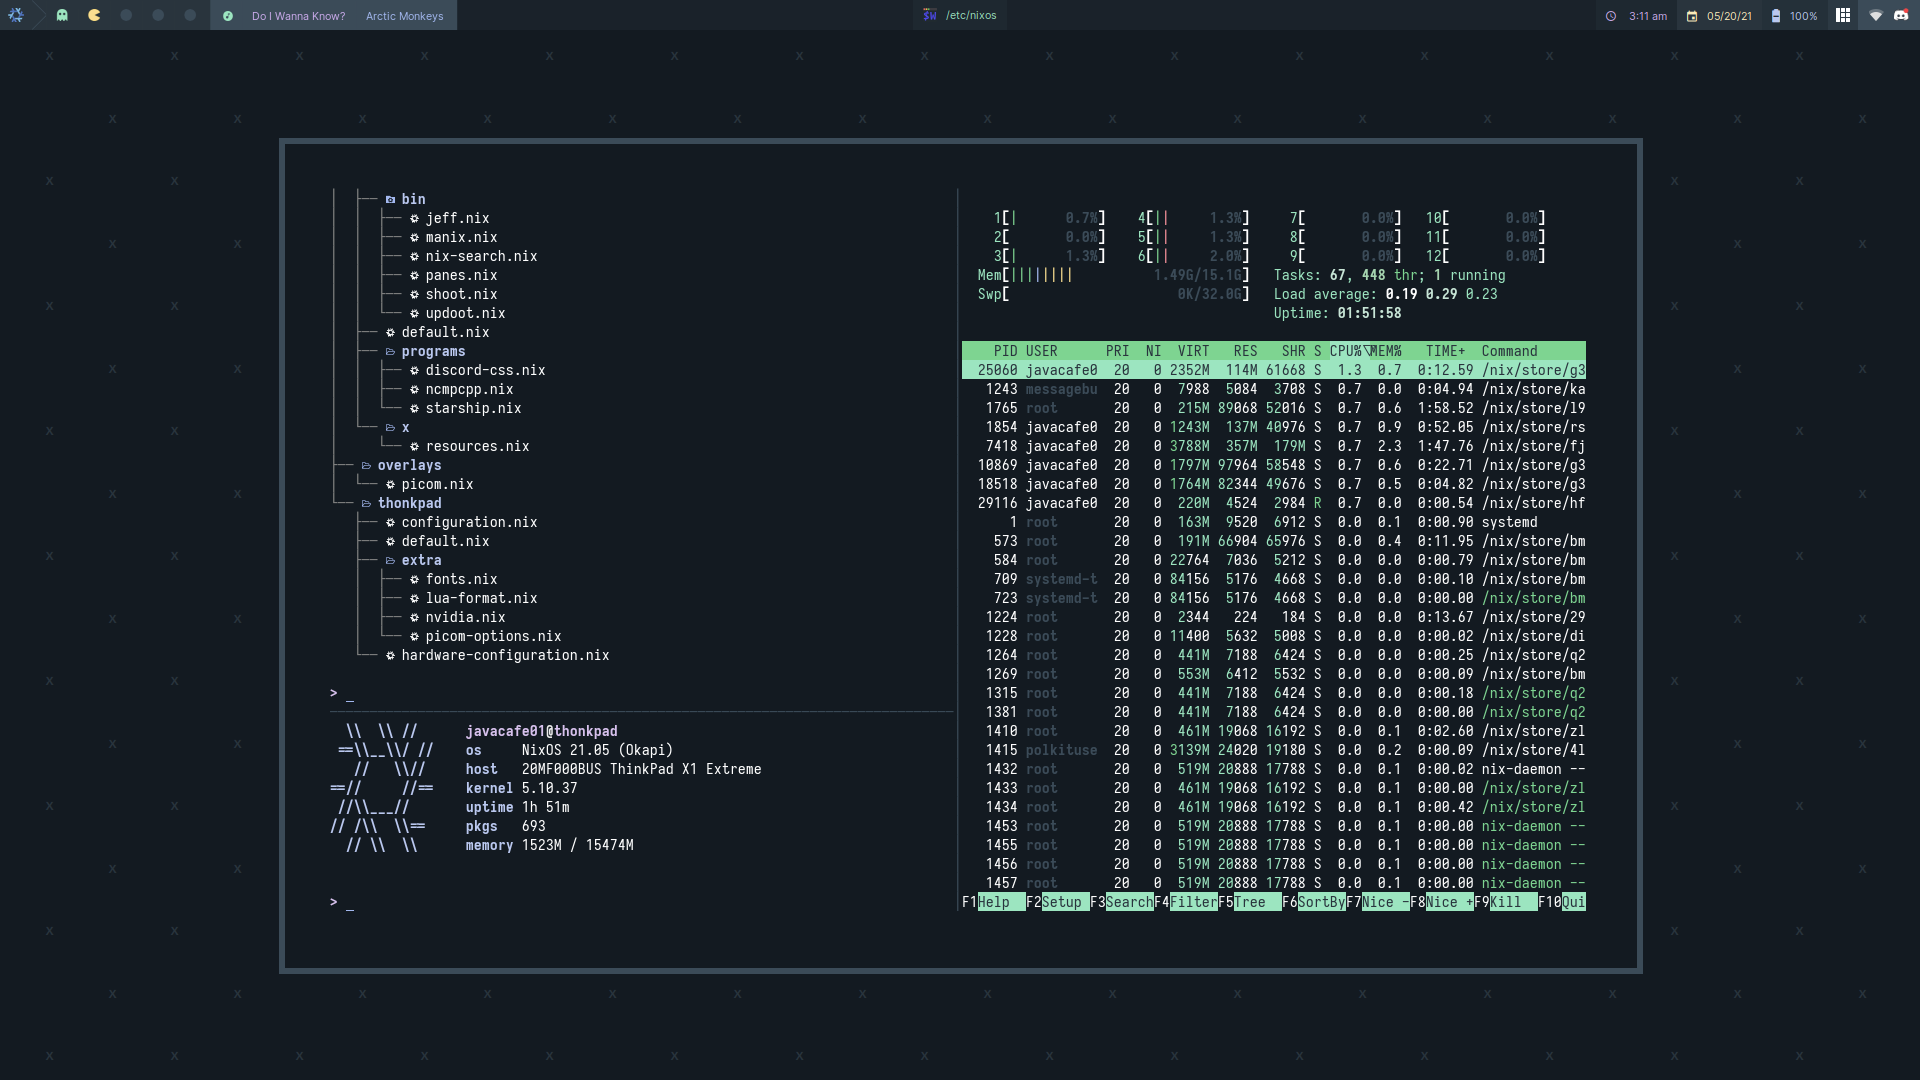 Do I Wanna Know? Arctic Monkeys
$W /etc/nixos
3:11 am 05/20/21 100%
bin
jeff.nix
manix.nix
nix-search.nix
panes.nix
shoot.nix
updoot.nix
default.nix
programs
discord-css.nix
ncmpcpp.nix
starship.nix
x
resources.nix
overlays
picom.nix
thonkpad
configuration.nix
default.nix
extra
fonts.nix
lua-format.nix
nvidia.nix
picom-options.nix
hardware-configuration.nix
> _
\\  \\ //
==\\__\\/ //
//   \\//
==//     //==
//\\___//
// /\\  \\==
// \\  \\
javacafe01@thonkpad
os NixOS 21.05 (Okapi)
host 20MF000BUS ThinkPad X1 Extreme
kernel 5.10.37
uptime 1h 51m
pkgs 693
memory 1523M / 15474M
> _
1[| 0.7%] 4[|| 1.3%] 7[ 0.0%] 10[ 0.0%]
2[ 0.0%] 5[|| 1.3%] 8[ 0.0%] 11[ 0.0%]
3[| 1.3%] 6[|| 2.0%] 9[ 0.0%] 12[ 0.0%]
Mem[|||||||| 1.49G/15.1G] Tasks: 67, 448 thr; 1 running
Swp[ 0K/32.0G] Load average: 0.19 0.29 0.23
Uptime: 01:51:58
PID USER PRI NI VIRT RES SHR S CPU%▽MEM% TIME+ Command
25060 javacafe0 20 0 2352M 114M 61668 S 1.3 0.7 0:12.59 /nix/store/g3
1243 messagebu 20 0 7988 5084 3708 S 0.7 0.0 0:04.94 /nix/store/ka
1765 root 20 0 215M 89068 52016 S 0.7 0.6 1:58.52 /nix/store/l9
1854 javacafe0 20 0 1243M 137M 40976 S 0.7 0.9 0:52.05 /nix/store/rs
7418 javacafe0 20 0 3788M 357M 179M S 0.7 2.3 1:47.76 /nix/store/fj
10869 javacafe0 20 0 1797M 97964 58548 S 0.7 0.6 0:22.71 /nix/store/g3
18518 javacafe0 20 0 1764M 82344 49676 S 0.7 0.5 0:04.82 /nix/store/g3
29116 javacafe0 20 0 220M 4524 2984 R 0.7 0.0 0:00.54 /nix/store/hf
1 root 20 0 163M 9520 6912 S 0.0 0.1 0:00.90 systemd
573 root 20 0 191M 66904 65976 S 0.0 0.4 0:11.95 /nix/store/bm
584 root 20 0 22764 7036 5212 S 0.0 0.0 0:00.79 /nix/store/bm
709 systemd-t 20 0 84156 5176 4668 S 0.0 0.0 0:00.10 /nix/store/bm
723 systemd-t 20 0 84156 5176 4668 S 0.0 0.0 0:00.00 /nix/store/bm
1224 root 20 0 2344 224 184 S 0.0 0.0 0:13.67 /nix/store/29
1228 root 20 0 11400 5632 5008 S 0.0 0.0 0:00.02 /nix/store/di
1264 root 20 0 441M 7188 6424 S 0.0 0.0 0:00.25 /nix/store/q2
1269 root 20 0 553M 6412 5532 S 0.0 0.0 0:00.09 /nix/store/bm
1315 root 20 0 441M 7188 6424 S 0.0 0.0 0:00.18 /nix/store/q2
1381 root 20 0 441M 7188 6424 S 0.0 0.0 0:00.00 /nix/store/q2
1410 root 20 0 461M 19068 16192 S 0.0 0.1 0:02.60 /nix/store/zl
1415 polkituse 20 0 3139M 24020 19180 S 0.0 0.2 0:00.09 /nix/store/4l
1432 root 20 0 519M 20888 17788 S 0.0 0.1 0:00.02 nix-daemon --
1433 root 20 0 461M 19068 16192 S 0.0 0.1 0:00.00 /nix/store/zl
1434 root 20 0 461M 19068 16192 S 0.0 0.1 0:00.42 /nix/store/zl
1453 root 20 0 519M 20888 17788 S 0.0 0.1 0:00.00 nix-daemon --
1455 root 20 0 519M 20888 17788 S 0.0 0.1 0:00.00 nix-daemon --
1456 root 20 0 519M 20888 17788 S 0.0 0.1 0:00.00 nix-daemon --
1457 root 20 0 519M 20888 17788 S 0.0 0.1 0:00.00 nix-daemon --
F1Help F2Setup F3SearchF4FilterF5Tree F6SortByF7Nice -F8Nice +F9Kill F10Qui